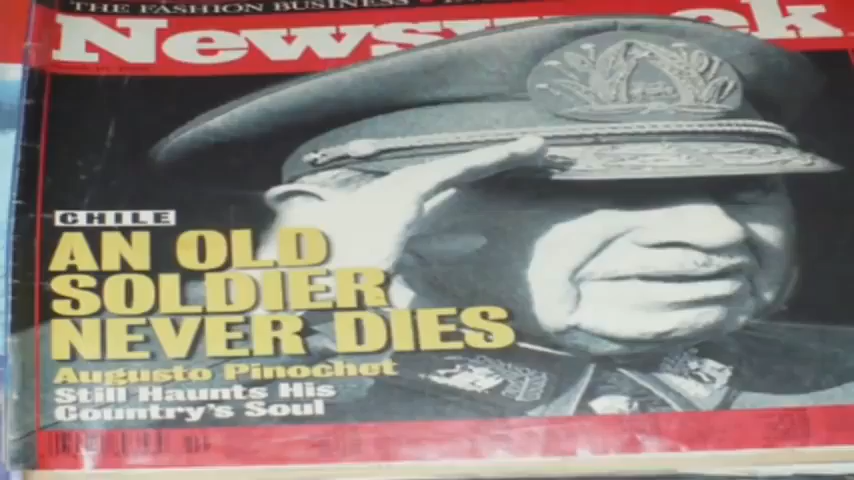 THE FASHION BUSINESS
Newsweek
CHILE
AN OLD
SOLDIER
NEVER DIES
Augusto Pinochet
Still Haunts His
Country's Soul